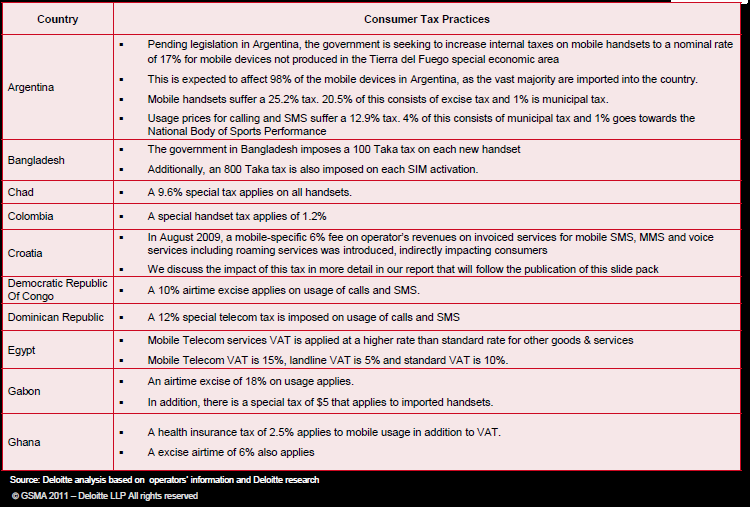 Country
Consumer Tax Practices
Argentina
▪ Pending legislation in Argentina, the government is seeking to increase internal taxes on mobile handsets to a nominal rate
of 17% for mobile devices not produced in the Tierra del Fuego special economic area
▪ This is expected to affect 98% of the mobile devices in Argentina, as the vast majority are imported into the country.
▪ Mobile handsets suffer a 25.2% tax. 20.5% of this consists of excise tax and 1% is municipal tax.
▪ Usage prices for calling and SMS suffer a 12.9% tax. 4% of this consists of municipal tax and 1% goes towards the
National Body of Sports Performance
Bangladesh
▪ The government in Bangladesh imposes a 100 Taka tax on each new handset
▪ Additionally, an 800 Taka tax is also imposed on each SIM activation.
Chad
▪ A 9.6% special tax applies on all handsets.
Colombia
▪ A special handset tax applies of 1.2%
Croatia
▪ In August 2009, a mobile-specific 6% fee on operator's revenues on invoiced services for mobile SMS, MMS and voice
services including roaming services was introduced, indirectly impacting consumers
▪ We discuss the impact of this tax in more detail in our report that will follow the publication of this slide pack
Democratic Republic
Of Congo
▪ A 10% airtime excise applies on usage of calls and SMS.
Dominican Republic
▪ A 12% special telecom tax is imposed on usage of calls and SMS
Egypt
▪ Mobile Telecom services VAT is applied at a higher rate than standard rate for other goods & services
▪ Mobile Telecom VAT is 15%, landline VAT is 5% and standard VAT is 10%.
Gabon
▪ An airtime excise of 18% on usage applies.
▪ In addition, there is a special tax of $5 that applies to imported handsets.
Ghana
▪ A health insurance tax of 2.5% applies to mobile usage in addition to VAT.
▪ A excise airtime of 6% also applies
Source: Deloitte analysis based on operators' information and Deloitte research
© GSMA 2011 – Deloitte LLP All rights reserved